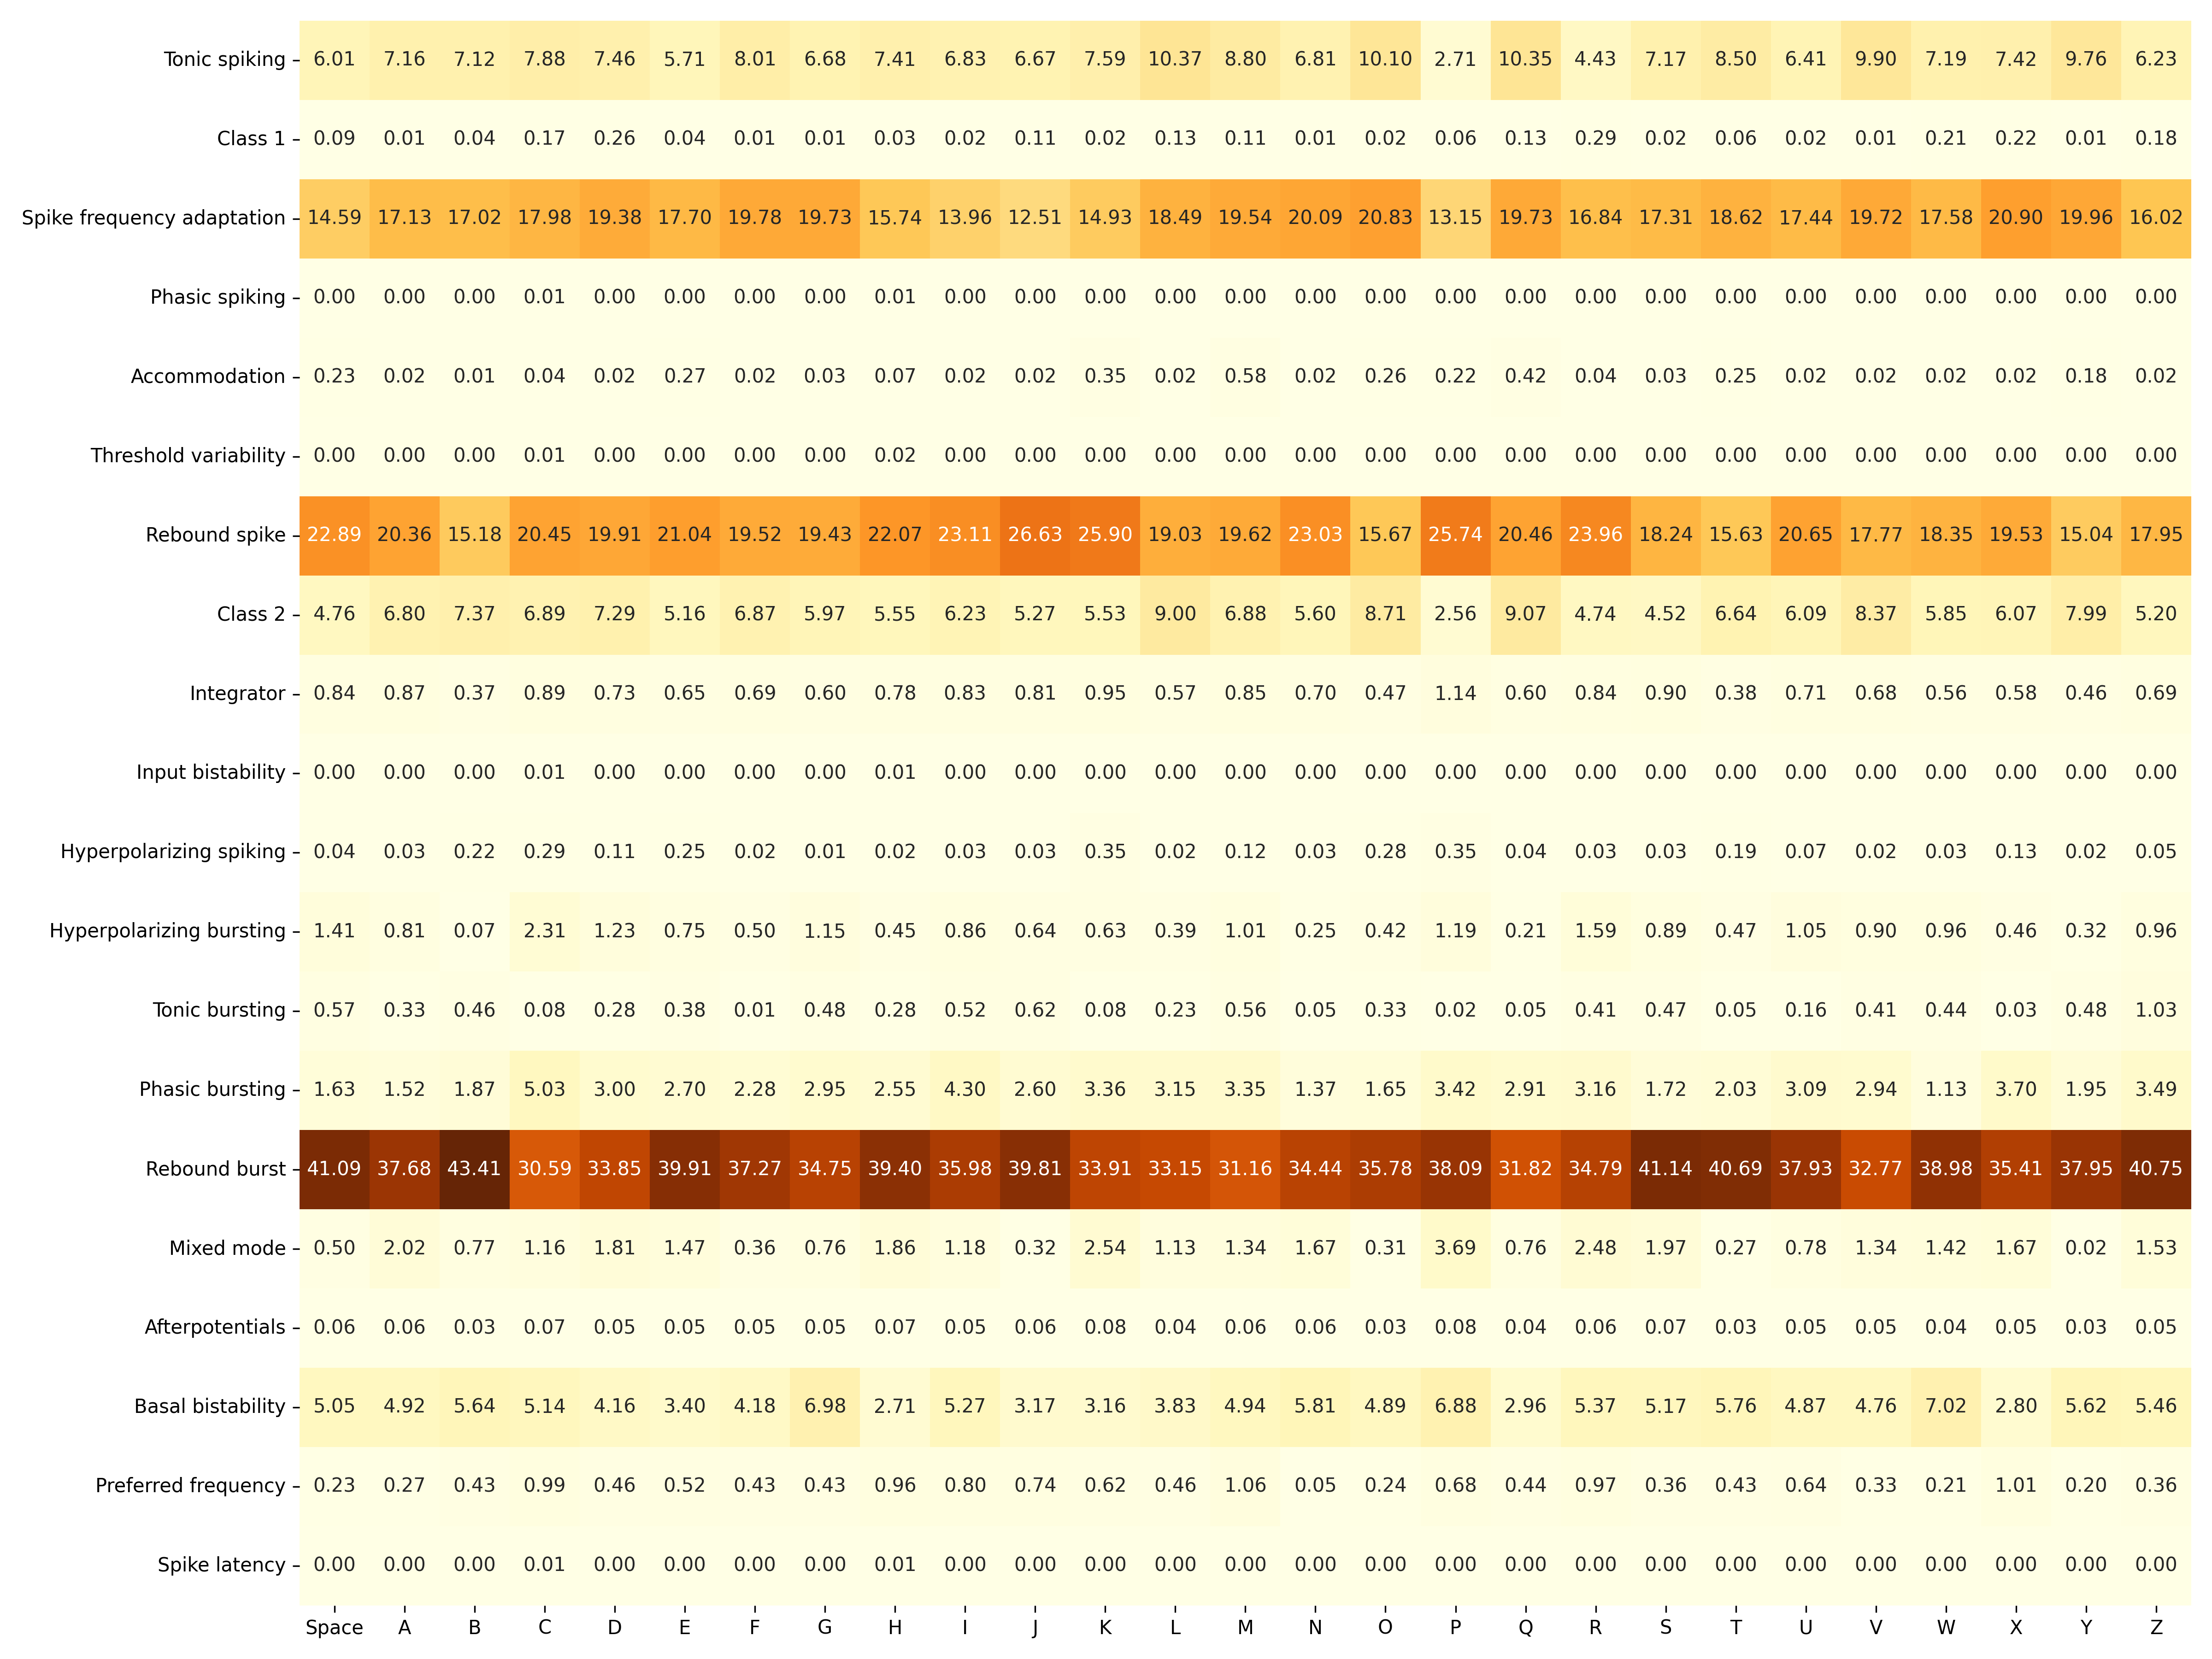 Tonic spiking 6.01 7.16 7.12 7.88 7.46 5.71 8.01 6.68 7.41 6.83 6.67 7.59 10.37 8.80 6.81 10.10 2.71 10.35 4.43 7.17 8.50 6.41 9.90 7.19 7.42 9.76 6.23
Class 1 0.09 0.01 0.04 0.17 0.26 0.04 0.01 0.01 0.03 0.02 0.11 0.02 0.13 0.11 0.01 0.02 0.06 0.13 0.29 0.02 0.06 0.02 0.01 0.21 0.22 0.01 0.18
Spike frequency adaptation 14.59 17.13 17.02 17.98 19.38 17.70 19.78 19.73 15.74 13.96 12.51 14.93 18.49 19.54 20.09 20.83 13.15 19.73 16.84 17.31 18.62 17.44 19.72 17.58 20.90 19.96 16.02
Phasic spiking 0.00 0.00 0.00 0.01 0.00 0.00 0.00 0.00 0.01 0.00 0.00 0.00 0.00 0.00 0.00 0.00 0.00 0.00 0.00 0.00 0.00 0.00 0.00 0.00 0.00 0.00 0.00
Accommodation 0.23 0.02 0.01 0.04 0.02 0.27 0.02 0.03 0.07 0.02 0.02 0.35 0.02 0.58 0.02 0.26 0.22 0.42 0.04 0.03 0.25 0.02 0.02 0.02 0.02 0.18 0.02
Threshold variability 0.00 0.00 0.00 0.01 0.00 0.00 0.00 0.00 0.02 0.00 0.00 0.00 0.00 0.00 0.00 0.00 0.00 0.00 0.00 0.00 0.00 0.00 0.00 0.00 0.00 0.00 0.00
Rebound spike 22.89 20.36 15.18 20.45 19.91 21.04 19.52 19.43 22.07 23.11 26.63 25.90 19.03 19.62 23.03 15.67 25.74 20.46 23.96 18.24 15.63 20.65 17.77 18.35 19.53 15.04 17.95
Class 2 4.76 6.80 7.37 6.89 7.29 5.16 6.87 5.97 5.55 6.23 5.27 5.53 9.00 6.88 5.60 8.71 2.56 9.07 4.74 4.52 6.64 6.09 8.37 5.85 6.07 7.99 5.20
Integrator 0.84 0.87 0.37 0.89 0.73 0.65 0.69 0.60 0.78 0.83 0.81 0.95 0.57 0.85 0.70 0.47 1.14 0.60 0.84 0.90 0.38 0.71 0.68 0.56 0.58 0.46 0.69
Input bistability 0.00 0.00 0.00 0.01 0.00 0.00 0.00 0.00 0.01 0.00 0.00 0.00 0.00 0.00 0.00 0.00 0.00 0.00 0.00 0.00 0.00 0.00 0.00 0.00 0.00 0.00 0.00
Hyperpolarizing spiking 0.04 0.03 0.22 0.29 0.11 0.25 0.02 0.01 0.02 0.03 0.03 0.35 0.02 0.12 0.03 0.28 0.35 0.04 0.03 0.03 0.19 0.07 0.02 0.03 0.13 0.02 0.05
Hyperpolarizing bursting 1.41 0.81 0.07 2.31 1.23 0.75 0.50 1.15 0.45 0.86 0.64 0.63 0.39 1.01 0.25 0.42 1.19 0.21 1.59 0.89 0.47 1.05 0.90 0.96 0.46 0.32 0.96
Tonic bursting 0.57 0.33 0.46 0.08 0.28 0.38 0.01 0.48 0.28 0.52 0.62 0.08 0.23 0.56 0.05 0.33 0.02 0.05 0.41 0.47 0.05 0.16 0.41 0.44 0.03 0.48 1.03
Phasic bursting 1.63 1.52 1.87 5.03 3.00 2.70 2.28 2.95 2.55 4.30 2.60 3.36 3.15 3.35 1.37 1.65 3.42 2.91 3.16 1.72 2.03 3.09 2.94 1.13 3.70 1.95 3.49
Rebound burst 41.09 37.68 43.41 30.59 33.85 39.91 37.27 34.75 39.40 35.98 39.81 33.91 33.15 31.16 34.44 35.78 38.09 31.82 34.79 41.14 40.69 37.93 32.77 38.98 35.41 37.95 40.75
Mixed mode 0.50 2.02 0.77 1.16 1.81 1.47 0.36 0.76 1.86 1.18 0.32 2.54 1.13 1.34 1.67 0.31 3.69 0.76 2.48 1.97 0.27 0.78 1.34 1.42 1.67 0.02 1.53
Afterpotentials 0.06 0.06 0.03 0.07 0.05 0.05 0.05 0.05 0.07 0.05 0.06 0.08 0.04 0.06 0.06 0.03 0.08 0.04 0.06 0.07 0.03 0.05 0.05 0.04 0.05 0.03 0.05
Basal bistability 5.05 4.92 5.64 5.14 4.16 3.40 4.18 6.98 2.71 5.27 3.17 3.16 3.83 4.94 5.81 4.89 6.88 2.96 5.37 5.17 5.76 4.87 4.76 7.02 2.80 5.62 5.46
Preferred frequency 0.23 0.27 0.43 0.99 0.46 0.52 0.43 0.43 0.96 0.80 0.74 0.62 0.46 1.06 0.05 0.24 0.68 0.44 0.97 0.36 0.43 0.64 0.33 0.21 1.01 0.20 0.36
Spike latency 0.00 0.00 0.00 0.01 0.00 0.00 0.00 0.00 0.01 0.00 0.00 0.00 0.00 0.00 0.00 0.00 0.00 0.00 0.00 0.00 0.00 0.00 0.00 0.00 0.00 0.00 0.00
Space A B C D E F G H I J K L M N O P Q R S T U V W X Y Z